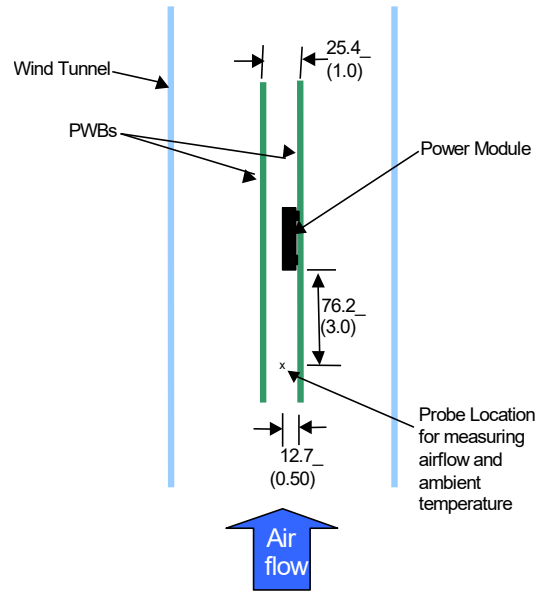 25.4_
(1.0)
Wind Tunnel
PWBs
Power Module
76.2_
(3.0)
x
Probe Location
for measuring
airflow and
ambient
temperature
12.7_
(0.50)
Air
flow